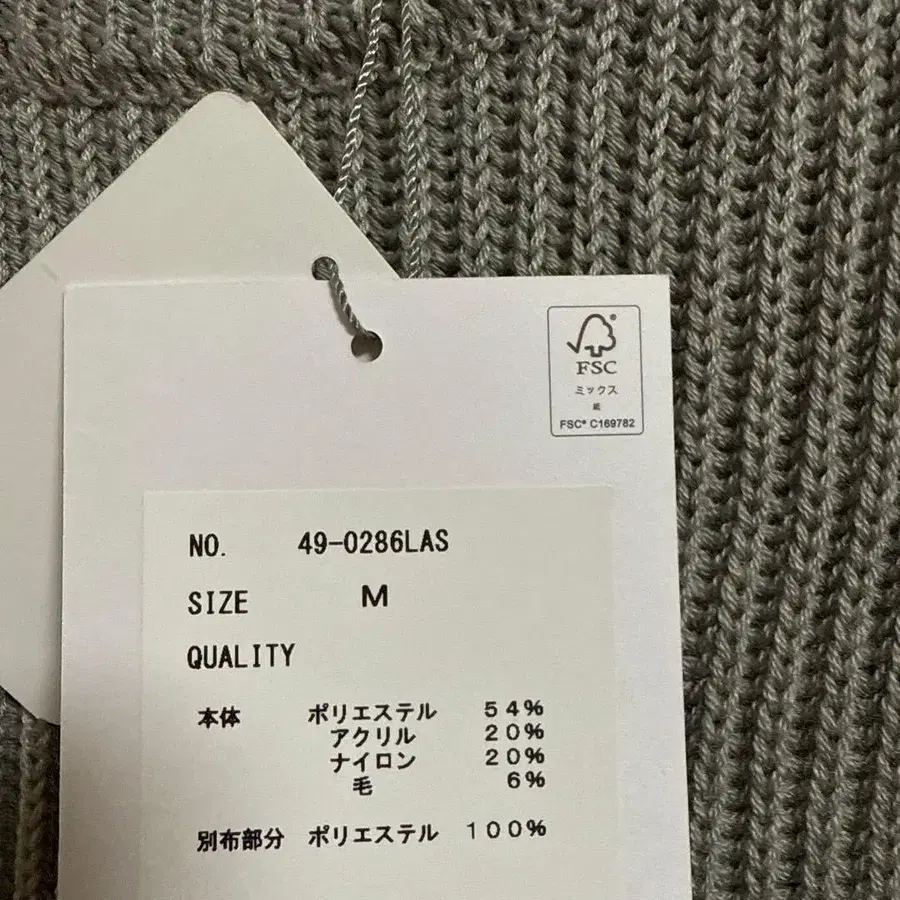 FSC®
ミックス
紙
FSC® C169782
NO. 49-0286LAS
SIZE M
QUALITY
本体 ポリエステル 54%
アクリル 20%
ナイロン 20%
毛 6%
別布部分 ポリエステル 100%